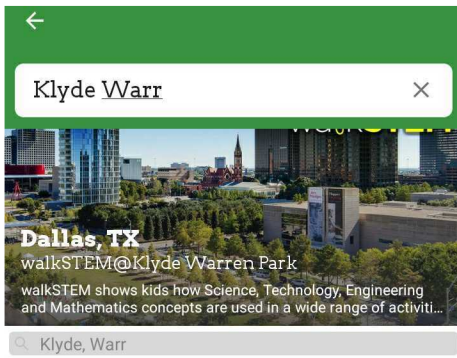 Klyde Warr
walkSTEM
Dallas, TX
walkSTEM@Klyde Warren Park
walkSTEM shows kids how Science, Technology, Engineering
and Mathematics concepts are used in a wide range of activiti...
Klyde, Warr